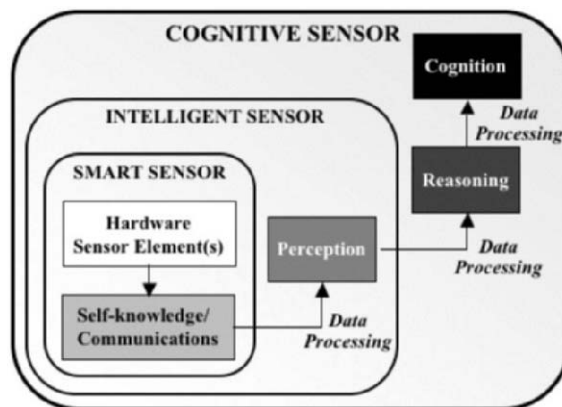 COGNITIVE SENSOR
Cognition
INTELLIGENT SENSOR
Data
Processing
SMART SENSOR
Reasoning
Hardware
Sensor Element(s)
Perception
Data
Processing
Self-knowledge/
Communications
Data
Processing